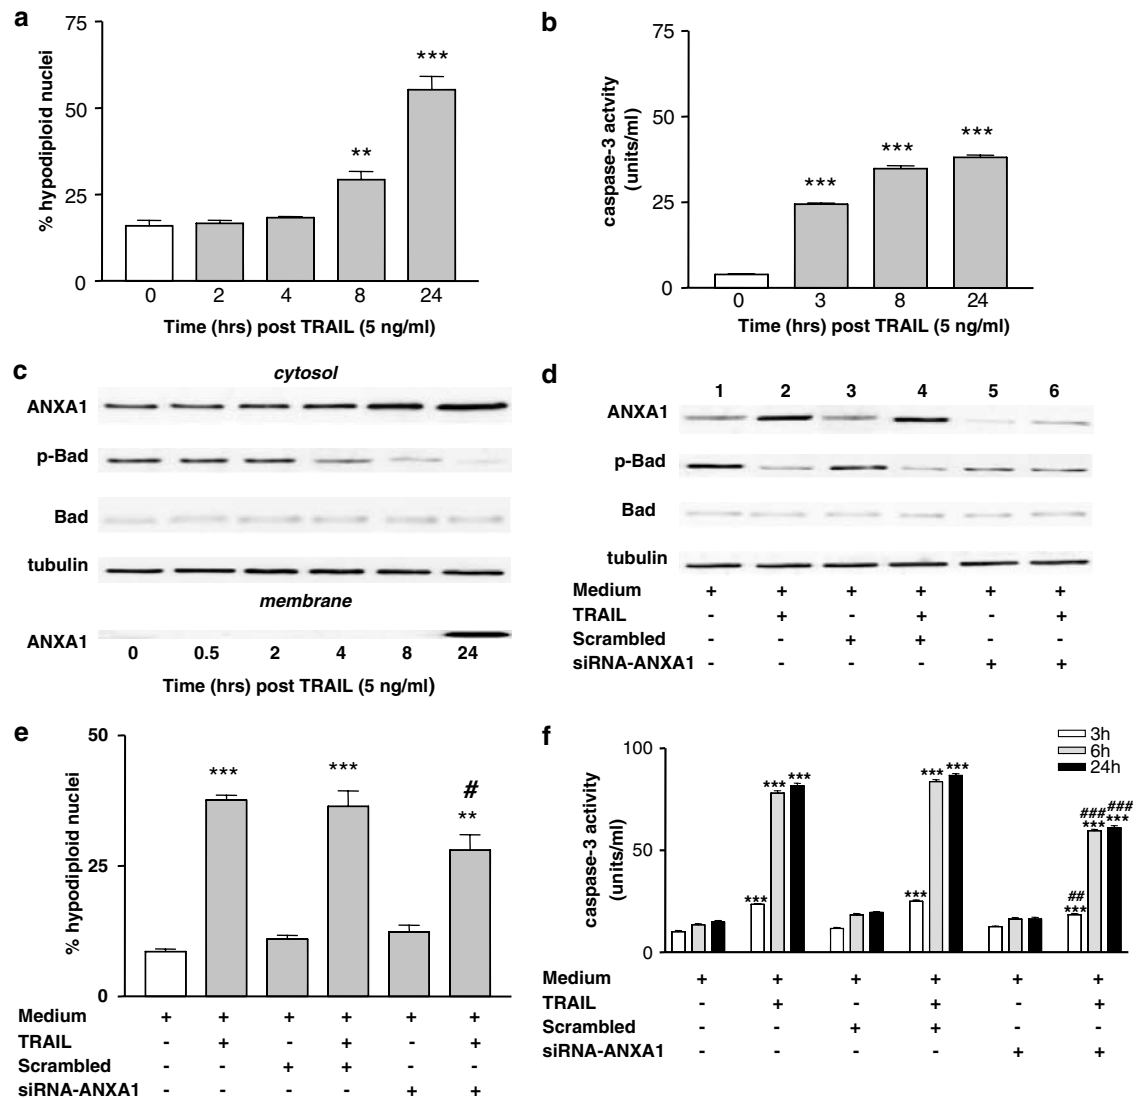 a
75
50
25
0
% hypodiploid nuclei
**
***
0 2 4 8 24
Time (hrs) post TRAIL (5 ng/ml)
b
75
50
25
0
caspase-3 actvity
(units/ml)
***
***
***
0 3 8 24
Time (hrs) post TRAIL (5 ng/ml)
c
cytosol
ANXA1
p-Bad
Bad
tubulin
membrane
ANXA1
0 0.5 2 4 8 24
Time (hrs) post TRAIL (5 ng/ml)
d
1 2 3 4 5 6
ANXA1
p-Bad
Bad
tubulin
Medium + + + + + +
TRAIL - + - + - +
Scrambled - - + + - -
siRNA-ANXA1 - - - - + +
e
50
25
0
% hypodiploid nuclei
***
***
#
**
Medium + + + + + +
TRAIL - + - + - +
Scrambled - - + + - -
siRNA-ANXA1 - - - - + +
f
3h
6h
24h
100
50
0
caspase-3 activity
(units/ml)
*** *** ***
*** *** ***
## ### ###
*** *** ***
Medium + + + + + +
TRAIL - + - + - +
Scrambled - - + + - -
siRNA-ANXA1 - - - - + +